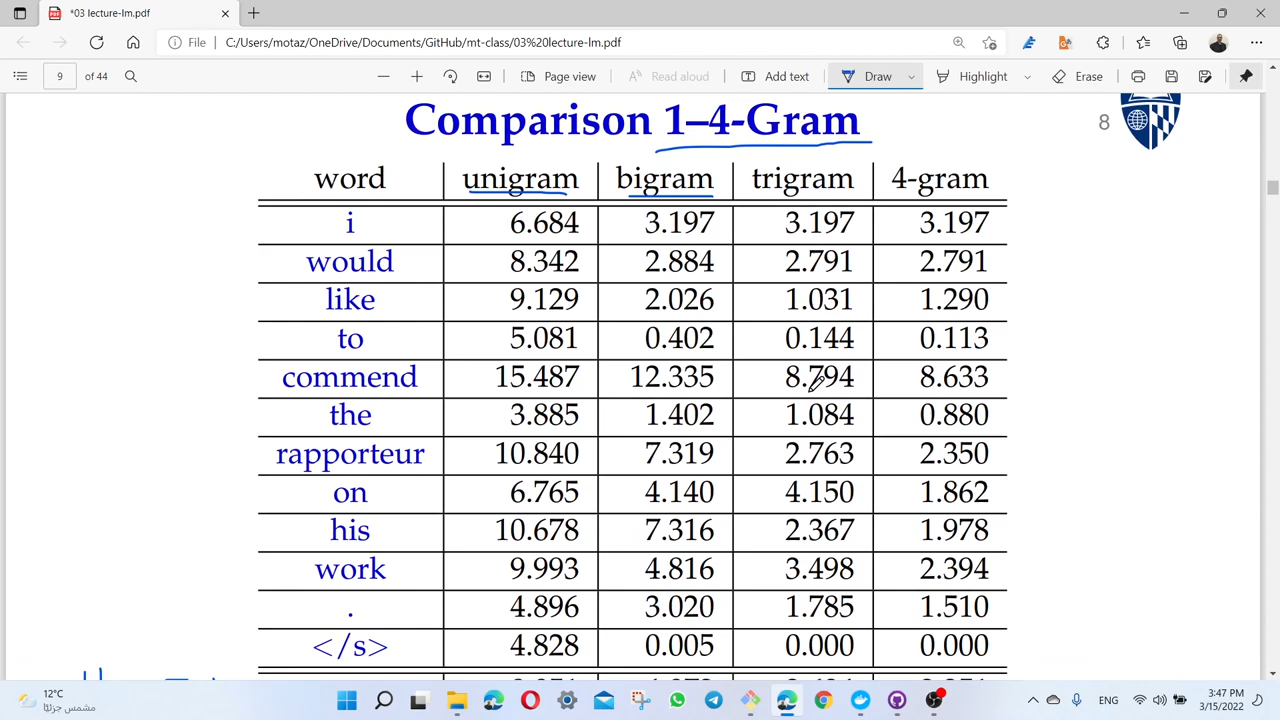 *03 lecture-lm.pdf
File C:/Users/motaz/OneDrive/Documents/GitHub/mt-class/03%20lecture-lm.pdf
9 of 44 Page view Read aloud Add text Draw Highlight Erase
Comparison 1–4-Gram 8
word unigram bigram trigram 4-gram
i 6.684 3.197 3.197 3.197
would 8.342 2.884 2.791 2.791
like 9.129 2.026 1.031 1.290
to 5.081 0.402 0.144 0.113
commend 15.487 12.335 8.794 8.633
the 3.885 1.402 1.084 0.880
rapporteur 10.840 7.319 2.763 2.350
on 6.765 4.140 4.150 1.862
his 10.678 7.316 2.367 1.978
work 9.993 4.816 3.498 2.394
. 4.896 3.020 1.785 1.510
</s> 4.828 0.005 0.000 0.000
12°C
مشمس جزئيًا
ENG
3:47 PM
3/15/2022